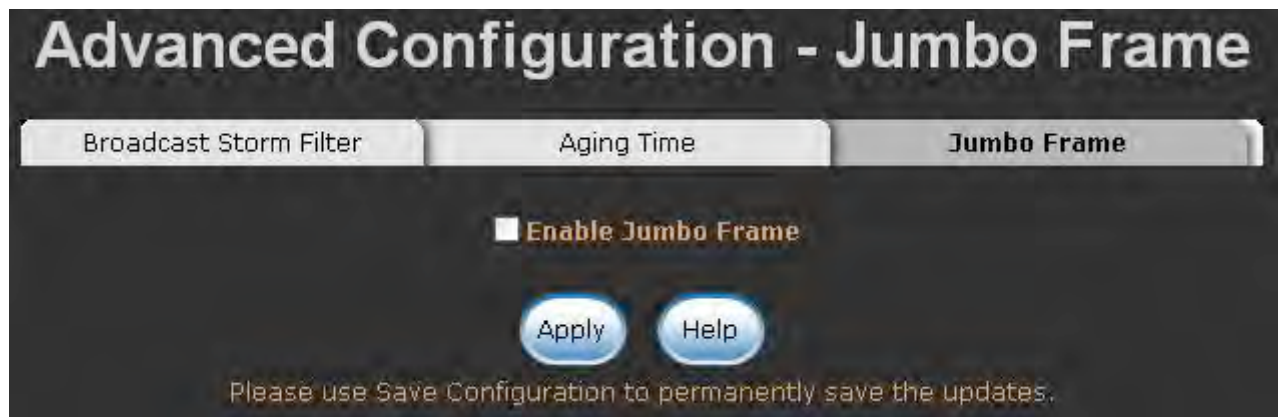 Advanced Configuration - Jumbo Frame
Broadcast Storm Filter Aging Time Jumbo Frame
Enable Jumbo Frame
Apply Help
Please use Save Configuration to permanently save the updates.